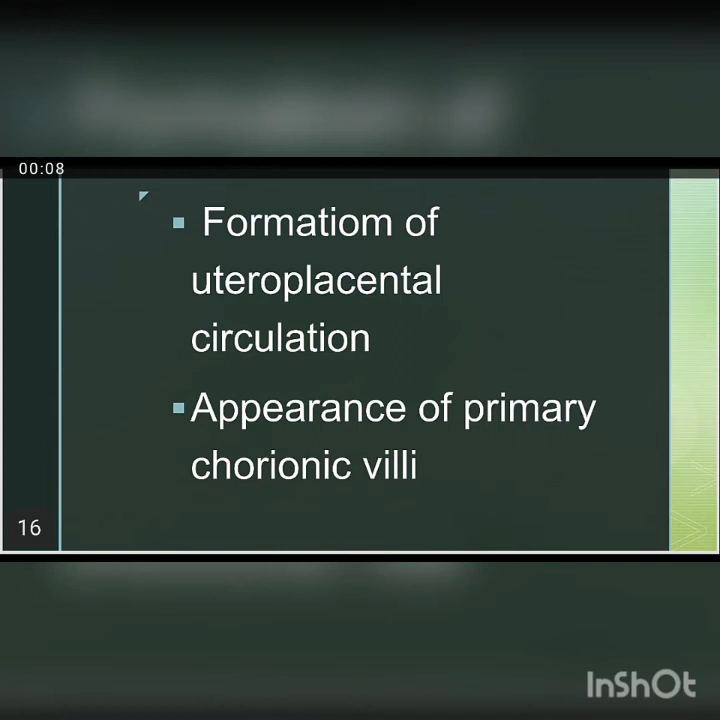 00:08
Formatiom of
uteroplacental
circulation
Appearance of primary
chorionic villi
16
InShOt